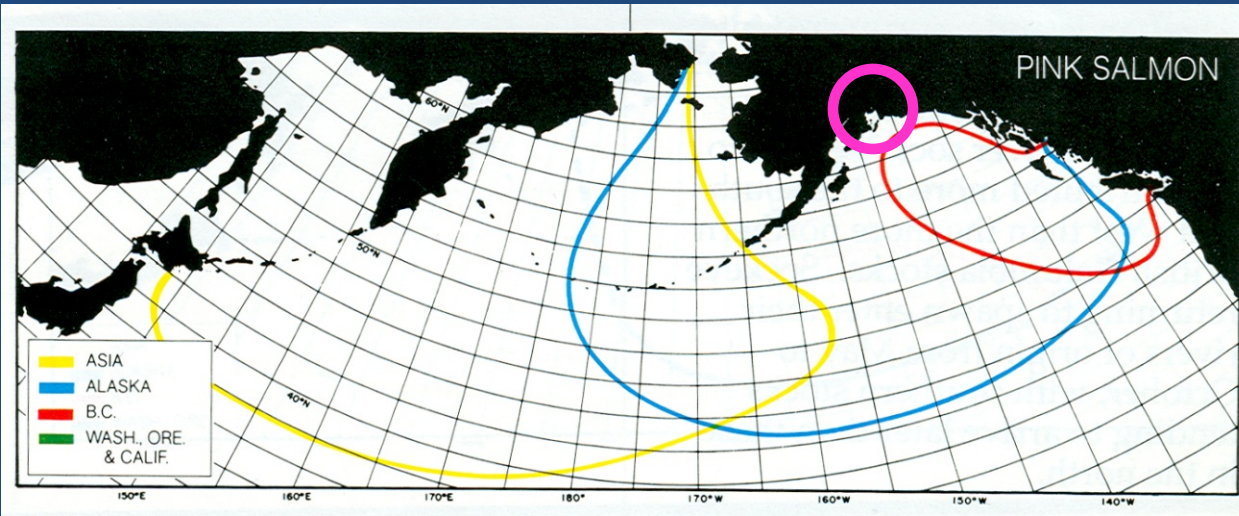 PINK SALMON
60°N
50°N
40°N
ASIA
ALASKA
B.C.
WASH., ORE.
& CALIF.
150°E
160°E
170°E
180°
170°W
160°W
150°W.
140°W